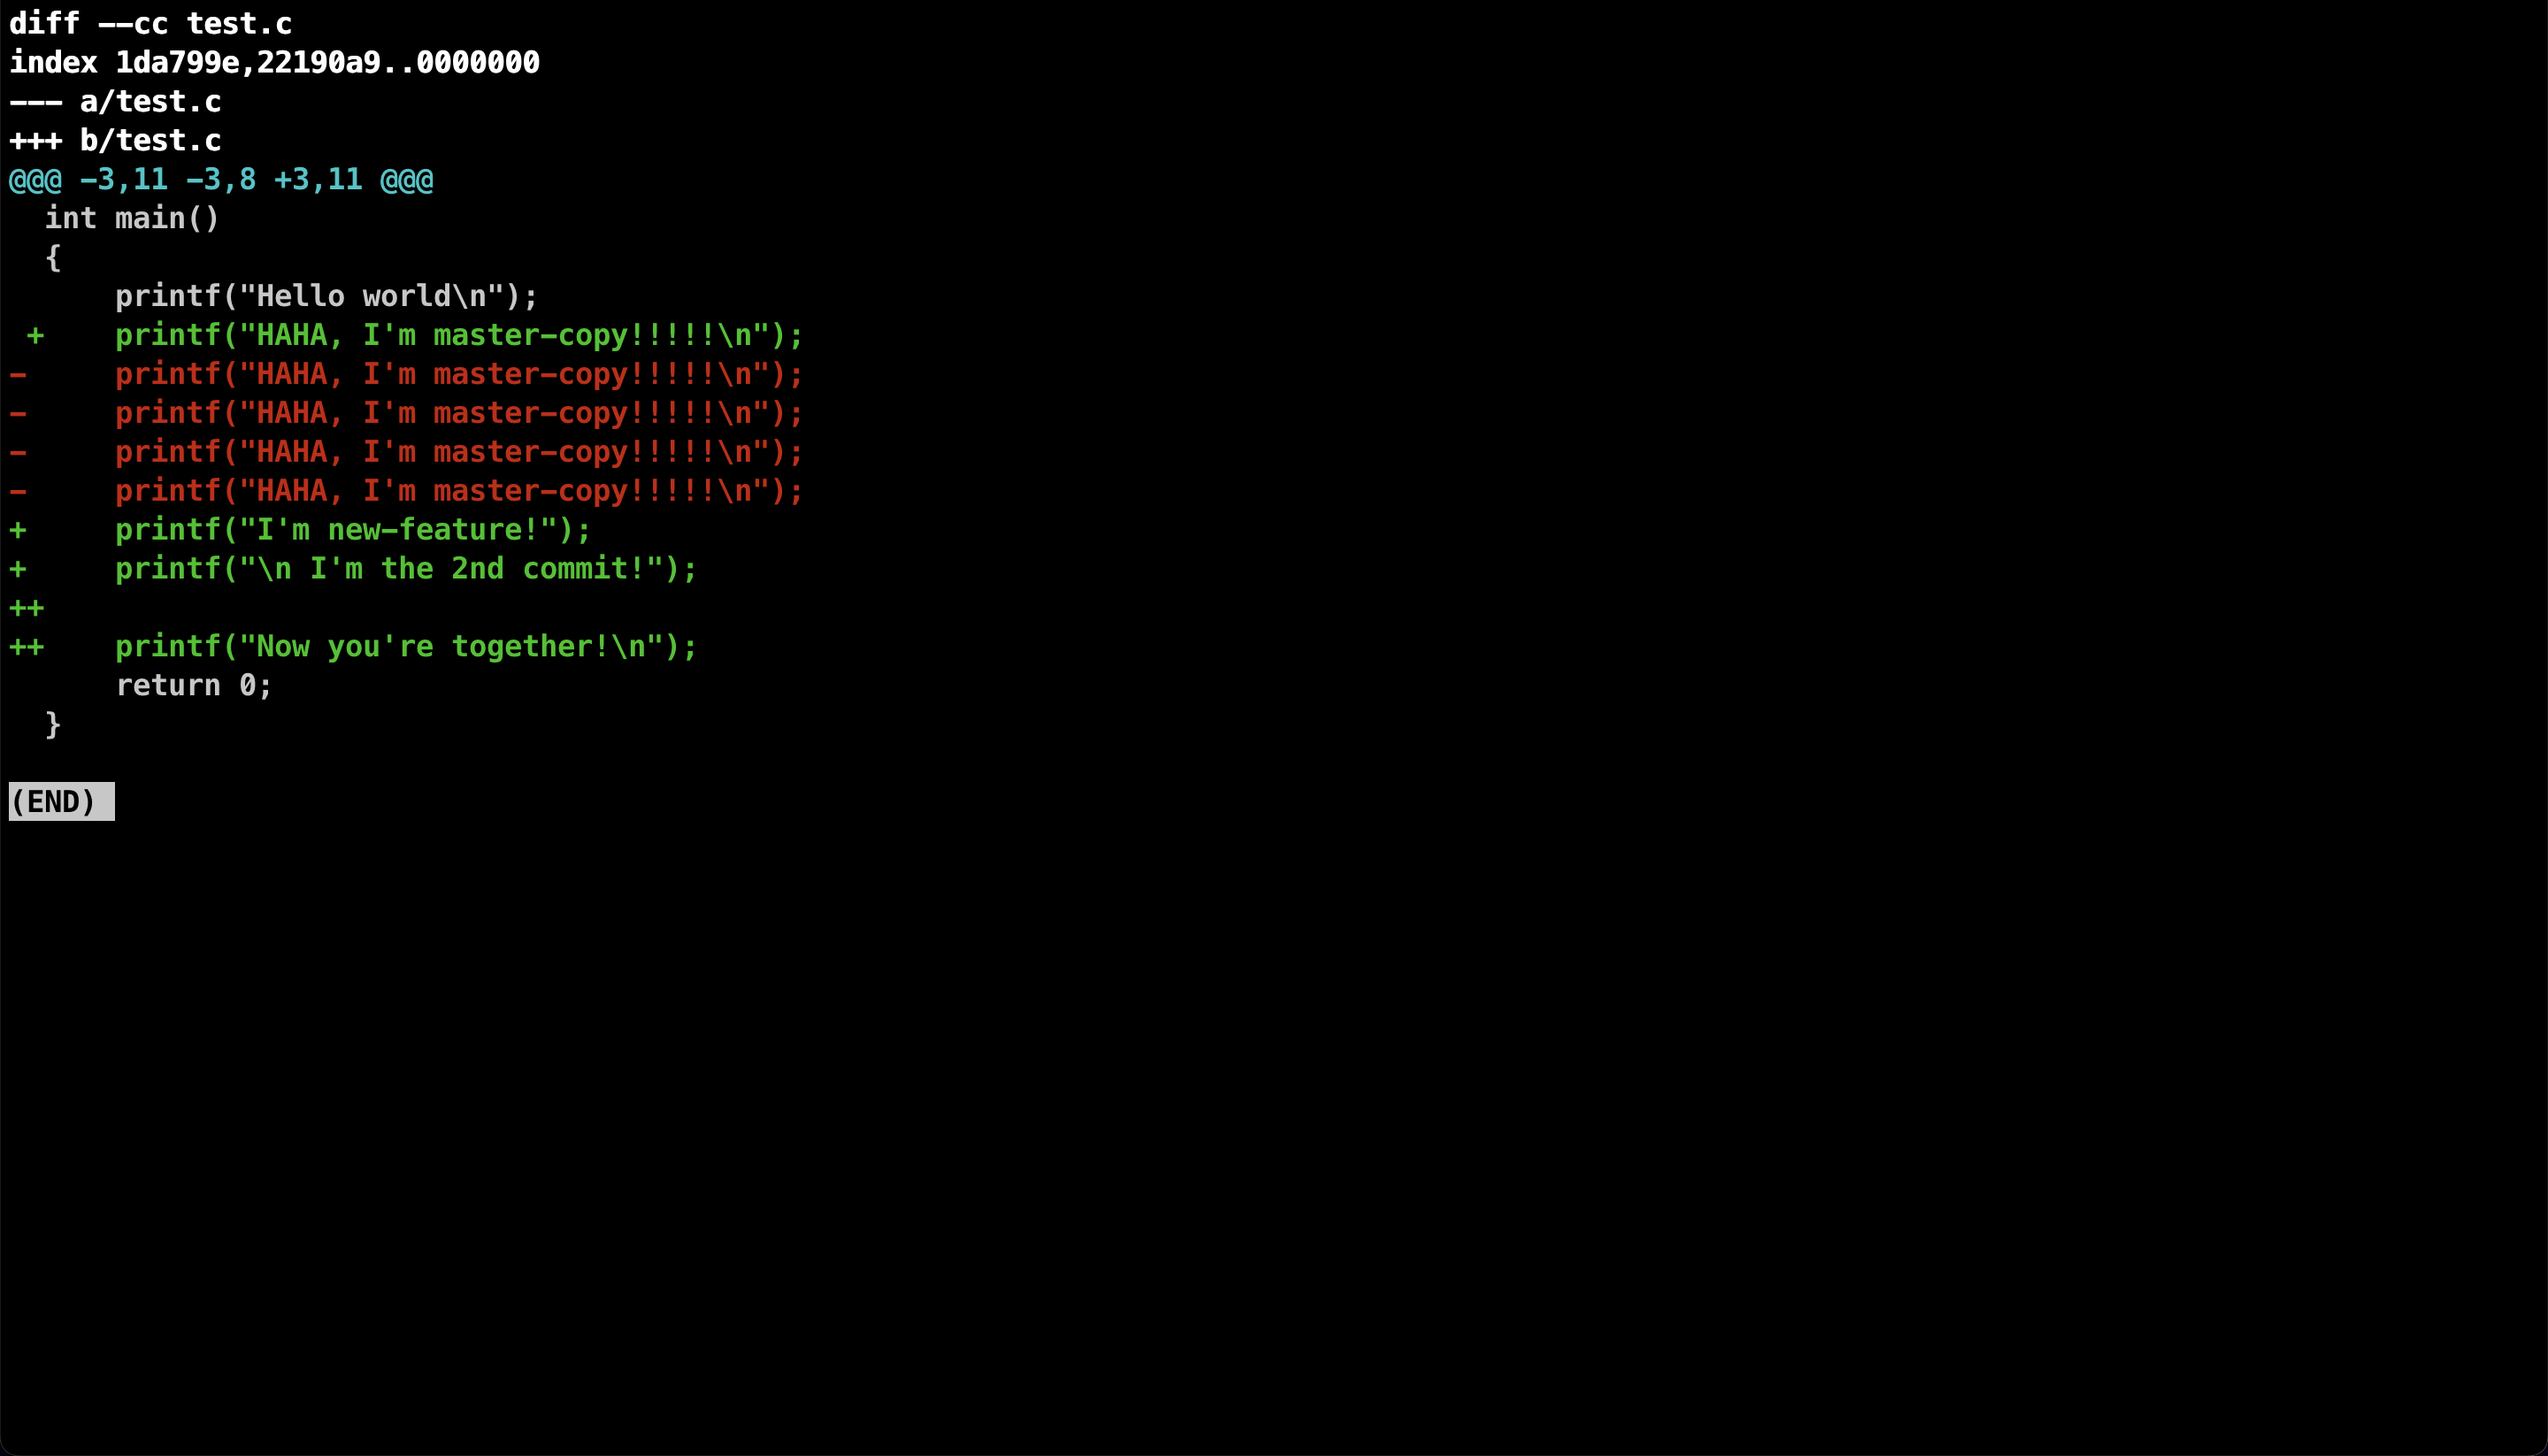 diff --cc test.c
index 1da799e,22190a9..0000000
--- a/test.c
+++ b/test.c
@@@ -3,11 -3,8 +3,11 @@@
  int main()
  {
      printf("Hello world\n");
 +    printf("HAHA, I'm master-copy!!!!!\n");
-     printf("HAHA, I'm master-copy!!!!!\n");
-     printf("HAHA, I'm master-copy!!!!!\n");
-     printf("HAHA, I'm master-copy!!!!!\n");
-     printf("HAHA, I'm master-copy!!!!!\n");
+     printf("I'm new-feature!");
+     printf("\n I'm the 2nd commit!");
++
++    printf("Now you're together!\n");
      return 0;
  }
(END)